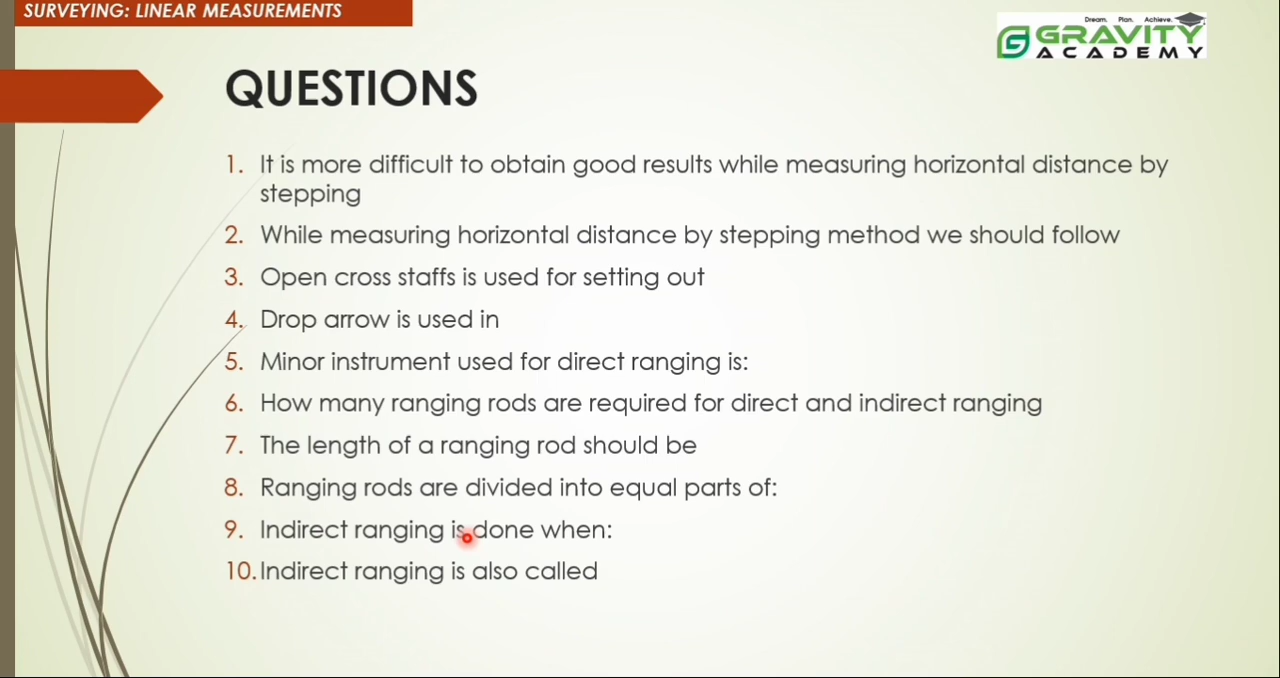 SURVEYING: LINEAR MEASUREMENTS
Dream. Plan. Achieve.
GRAVITY
ACADEMY
QUESTIONS
1. It is more difficult to obtain good results while measuring horizontal distance by
stepping
2. While measuring horizontal distance by stepping method we should follow
3. Open cross staffs is used for setting out
4. Drop arrow is used in
5. Minor instrument used for direct ranging is:
6. How many ranging rods are required for direct and indirect ranging
7. The length of a ranging rod should be
8. Ranging rods are divided into equal parts of:
9. Indirect ranging is done when:
10. Indirect ranging is also called